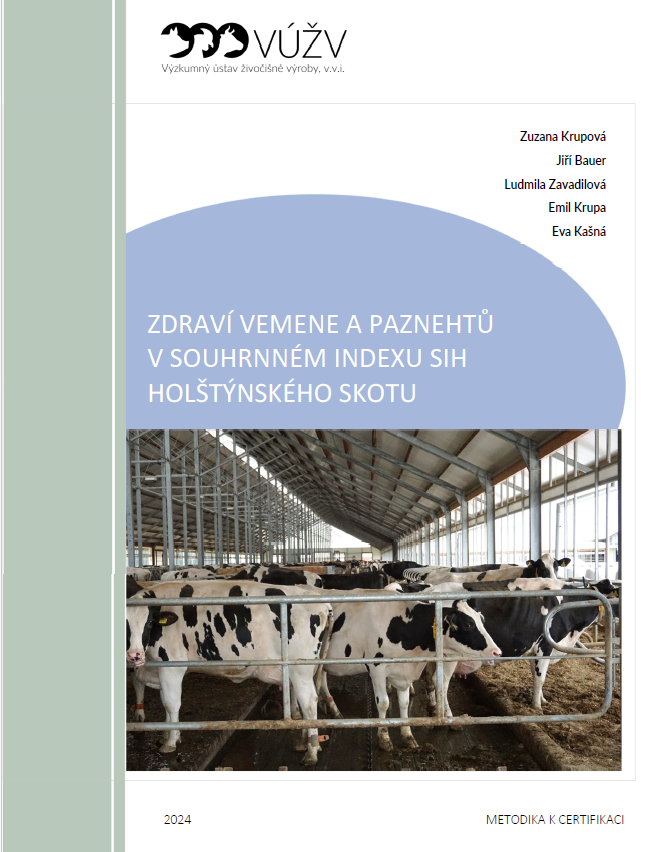 VÚŽV
Výzkumný ústav živočišné výroby, v.v.i.
Zuzana Krupová
Jiří Bauer
Ludmila Zavadilová
Emil Krupa
Eva Kašná
ZDRAVÍ VEMENE A PAZNEHTŮ
V SOUHRNNÉM INDEXU SIH
HOLŠTÝNSKÉHO SKOTU
2024
METODIKA K CERTIFIKACI